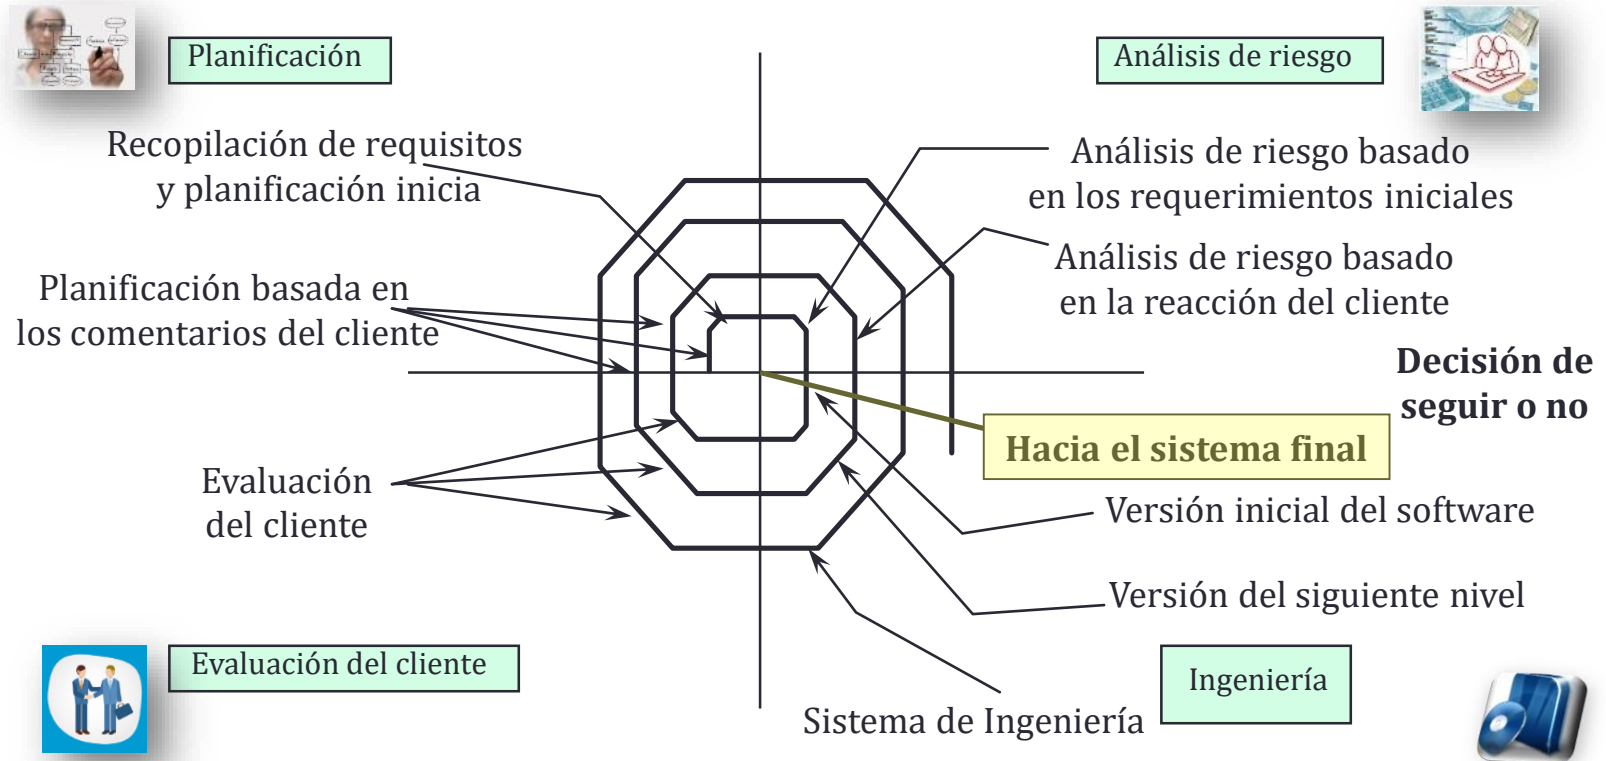 Planificación
Análisis de riesgo
Recopilación de requisitos
y planificación inicia
Análisis de riesgo basado
en los requerimientos iniciales
Análisis de riesgo basado
en la reacción del cliente
Planificación basada en
los comentarios del cliente
Decisión de
seguir o no
Hacia el sistema final
Evaluación
del cliente
Versión inicial del software
Versión del siguiente nivel
Evaluación del cliente
Ingeniería
Sistema de Ingeniería